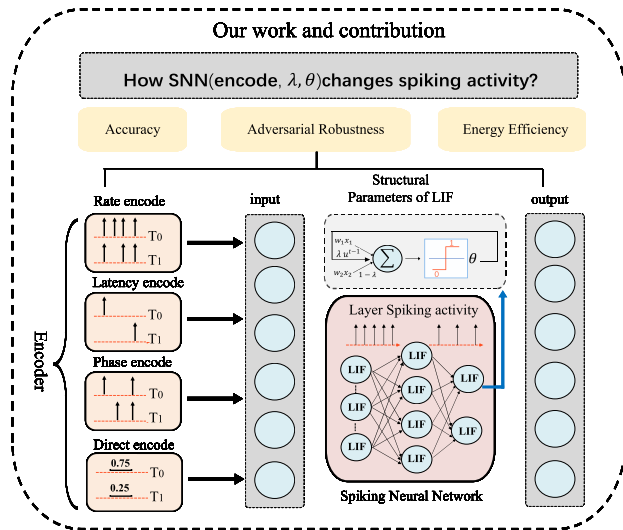 Our work and contribution
How SNN(encode, λ, θ)changes spiking activity?
Accuracy
Adversarial Robustness
Energy Efficiency
Structural
Parameters of LIF
Rate encode
input
output
T0
T1
Latency encode
T0
T1
Phase encode
T0
T1
Direct encode
0.75
T0
0.25
T1
Encoder
w₁x₁
λ uᵗ⁻¹
w₂x₂
1 − λ
Σ
1
0
θ
Layer Spiking activity
LIF
LIF
LIF
LIF
LIF
LIF
LIF
LIF
LIF
Spiking Neural Network